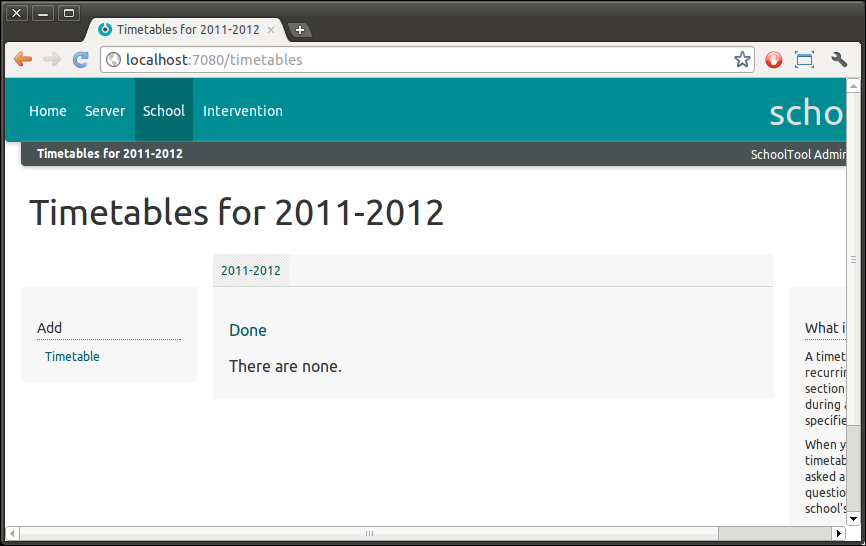 Timetables for 2011-2012
localhost:7080/timetables
Home Server School Intervention
scho
Timetables for 2011-2012
SchoolTool Admin
Timetables for 2011-2012
2011-2012
Add
Timetable
Done
There are none.
What i
A timet
recurrin
section
during a
specifie
When y
timetab
asked a
question
school's